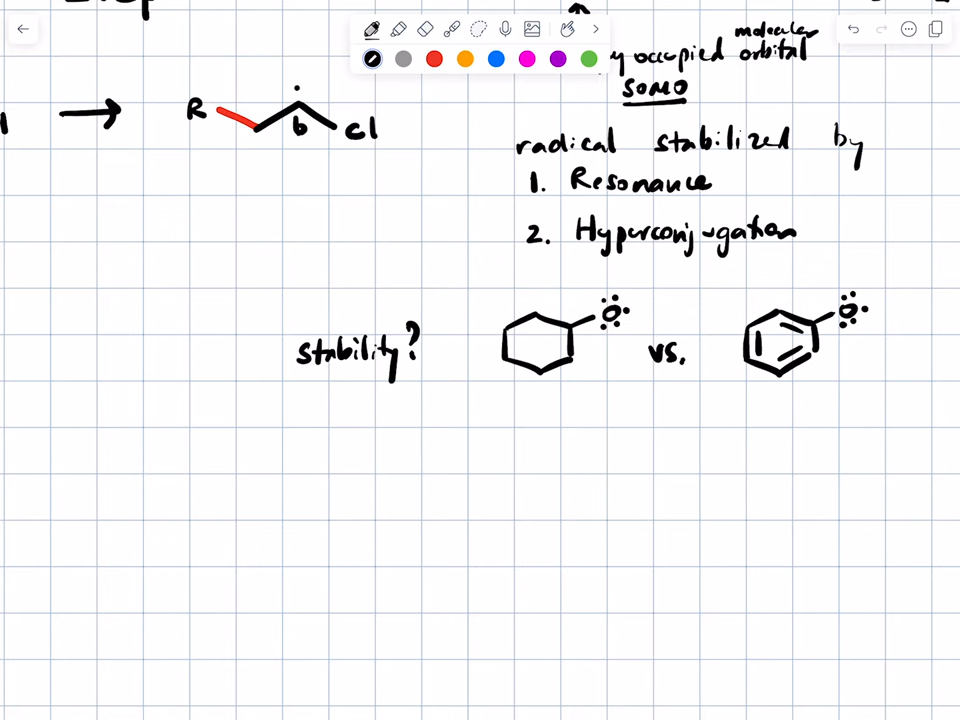 molecular
y occupied orbital
SOMO
R
b
Cl
radical stabilized by
1. Resonance
2. Hyperconjugation
stability?
Ö
vs.
Ö